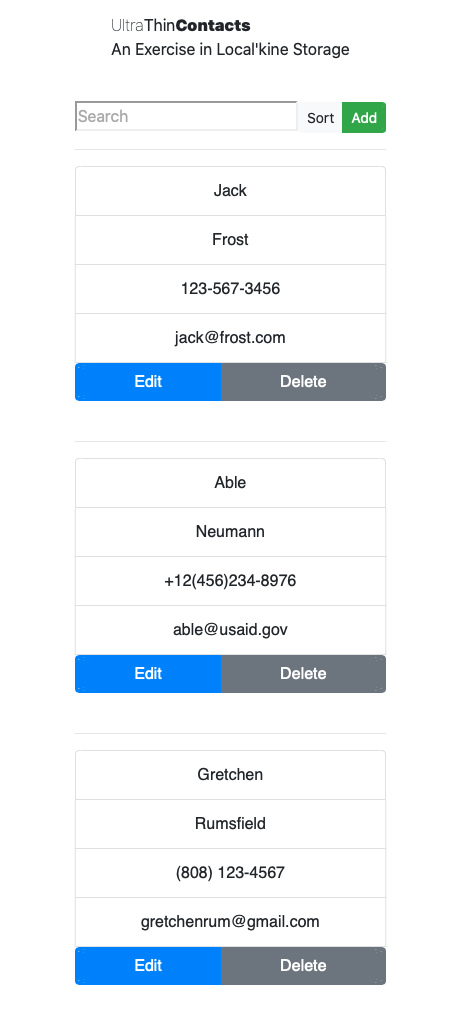 UltraThinContacts
An Exercise in Local'kine Storage
Search Sort Add
Jack
Frost
123-567-3456
jack@frost.com
Edit Delete
Able
Neumann
+12(456)234-8976
able@usaid.gov
Edit Delete
Gretchen
Rumsfield
(808) 123-4567
gretchenrum@gmail.com
Edit Delete